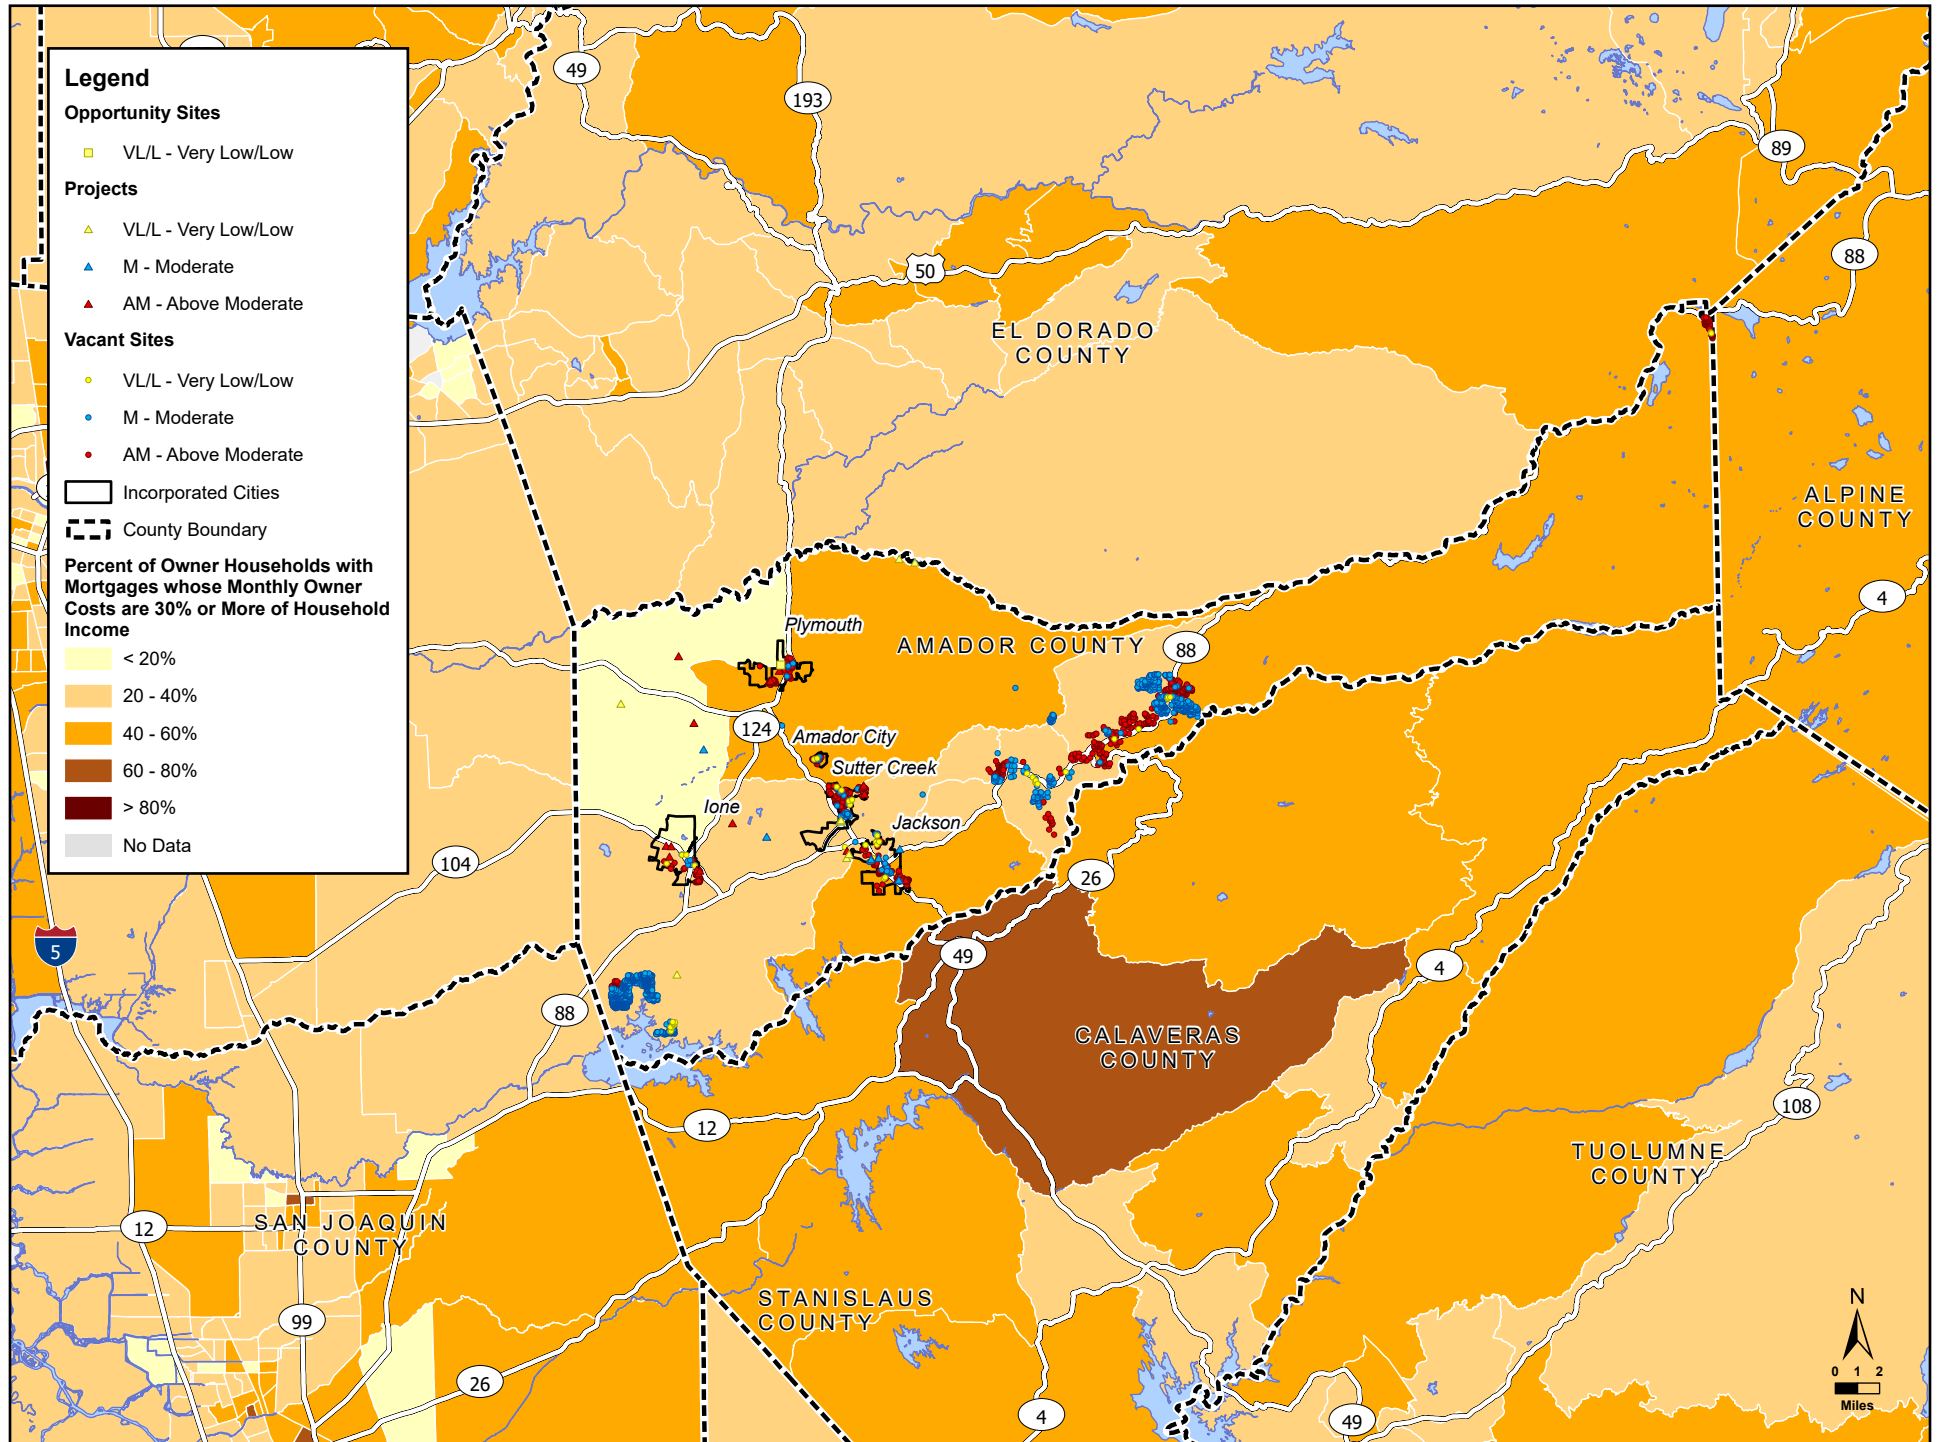 Legend
Opportunity Sites
VL/L - Very Low/Low
Projects
VL/L - Very Low/Low
M - Moderate
AM - Above Moderate
Vacant Sites
VL/L - Very Low/Low
M - Moderate
AM - Above Moderate
Incorporated Cities
County Boundary
Percent of Owner Households with
Mortgages whose Monthly Owner
Costs are 30% or More of Household
Income
< 20%
20 - 40%
40 - 60%
60 - 80%
> 80%
No Data
49
193
89
88
50
EL DORADO
COUNTY
ALPINE
COUNTY
4
Plymouth
AMADOR COUNTY
88
124
Amador City
Sutter Creek
Ione
Jackson
104
26
5
49
4
88
CALAVERAS
COUNTY
12
108
TUOLUMNE
COUNTY
12
SAN JOAQUIN
COUNTY
STANISLAUS
COUNTY
99
26
4
49
N
0 1 2
Miles